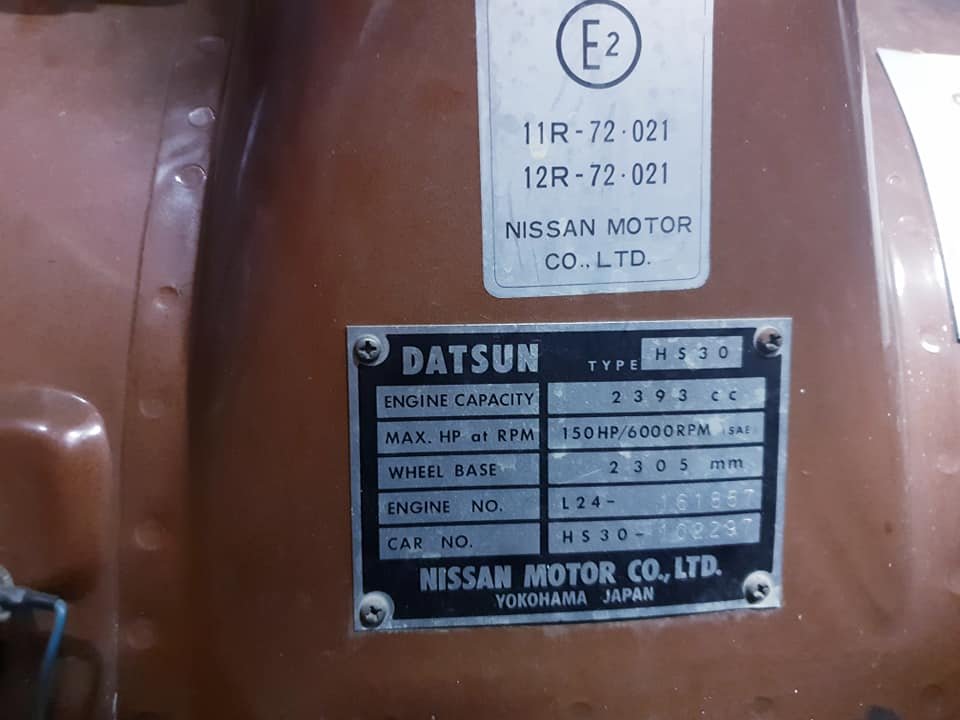 E2
11R-72·021
12R-72·021
NISSAN MOTOR
CO., LTD.
DATSUN TYPE HS30
ENGINE CAPACITY 2393 cc
MAX. HP at RPM 150HP/6000RPM (SAE)
WHEEL BASE 2305 mm
ENGINE NO. L24- 161857
CAR NO. HS30-102297
NISSAN MOTOR CO., LTD.
YOKOHAMA JAPAN